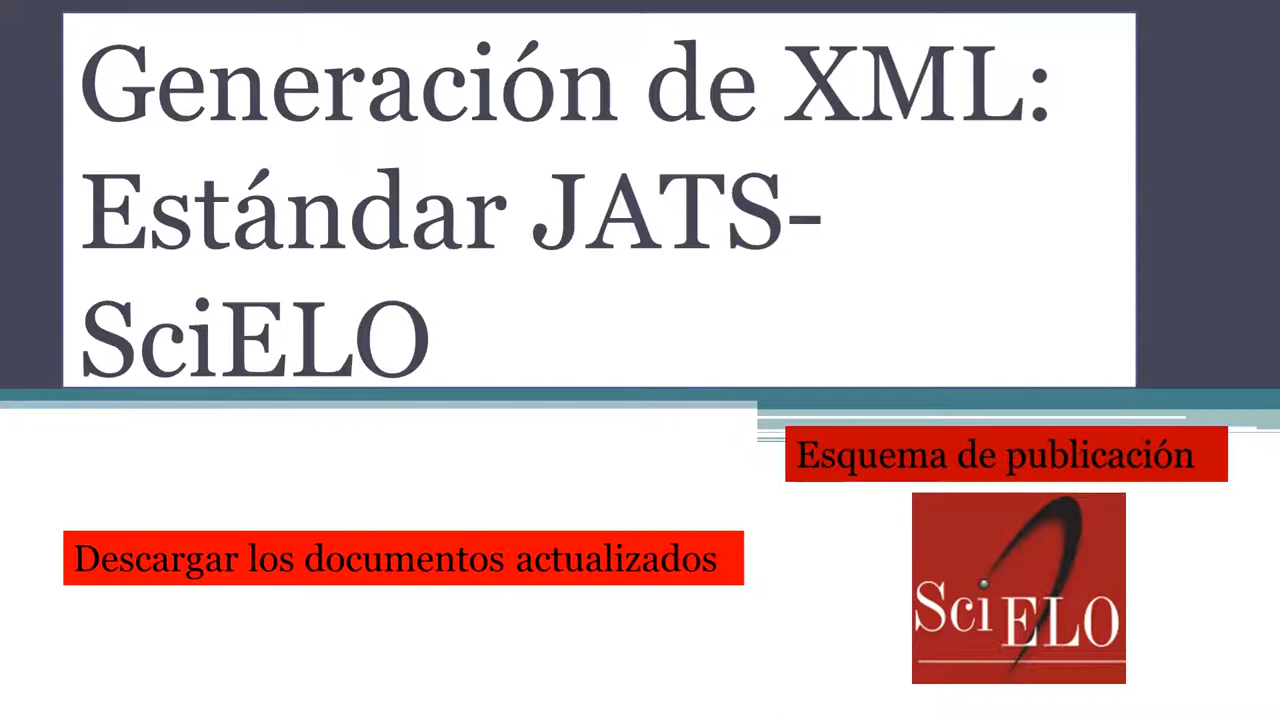 Generación de XML:
Estándar JATS-
SciELO
Esquema de publicación
Descargar los documentos actualizados
SciELO